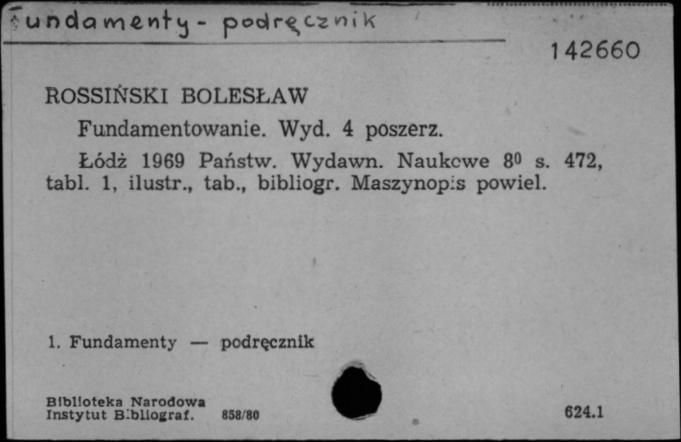 Fundamenty - podręcznik
142660
ROSSIŃSKI BOLESŁAW
Fundamentowanie. Wyd. 4 poszerz.
Łódź 1969 Państw. Wydawn. Naukowe 8⁰ s. 472,
tabl. 1, ilustr., tab., bibliogr. Maszynopis powiel.
1. Fundamenty — podręcznik
Biblioteka Narodowa
Instytut Bibliograf. 858/80
624.1